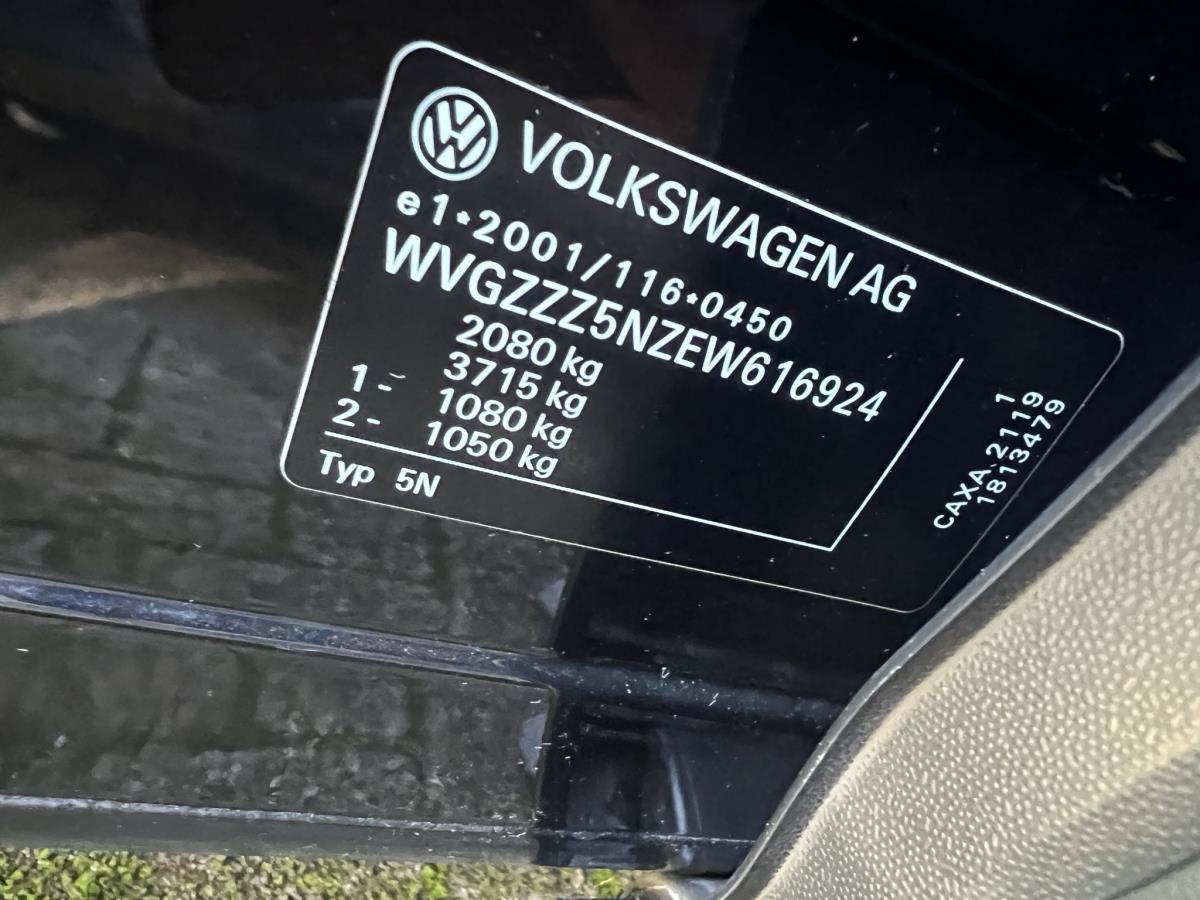 VOLKSWAGEN AG
e1*2001/116*0450
WVGZZZ5NZEW616924
2080 kg
3715 kg
1- 1080 kg
2- 1050 kg
Typ 5N
1
CAXA.2119
1813479